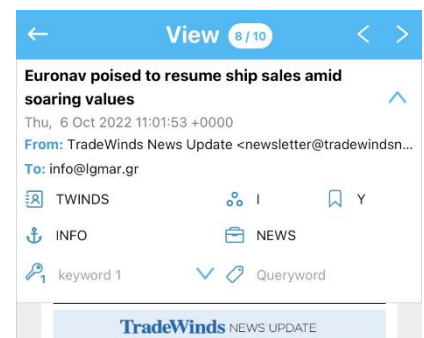 View 8/10
Euronav poised to resume ship sales amid
soaring values
Thu, 6 Oct 2022 11:01:53 +0000
From: TradeWinds News Update <newsletter@tradewindsn...
To: info@lgmar.gr
TWINDS I Y
INFO NEWS
1 keyword 1 Queryword
TradeWinds NEWS UPDATE